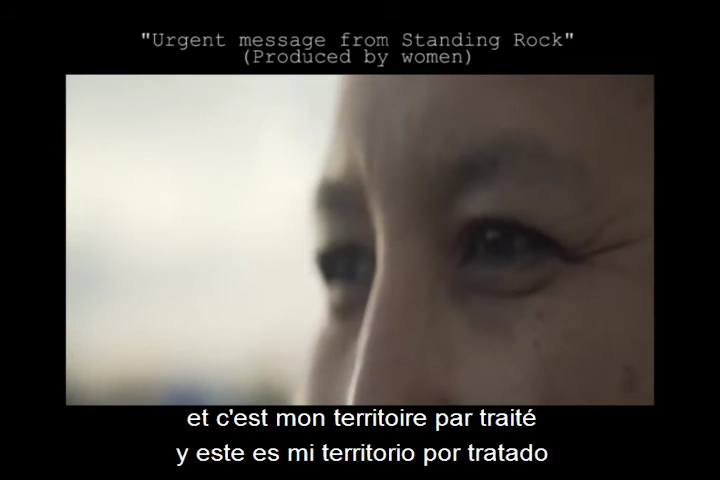 "Urgent message from Standing Rock"
(Produced by women)
et c'est mon territoire par traité
y este es mi territorio por tratado